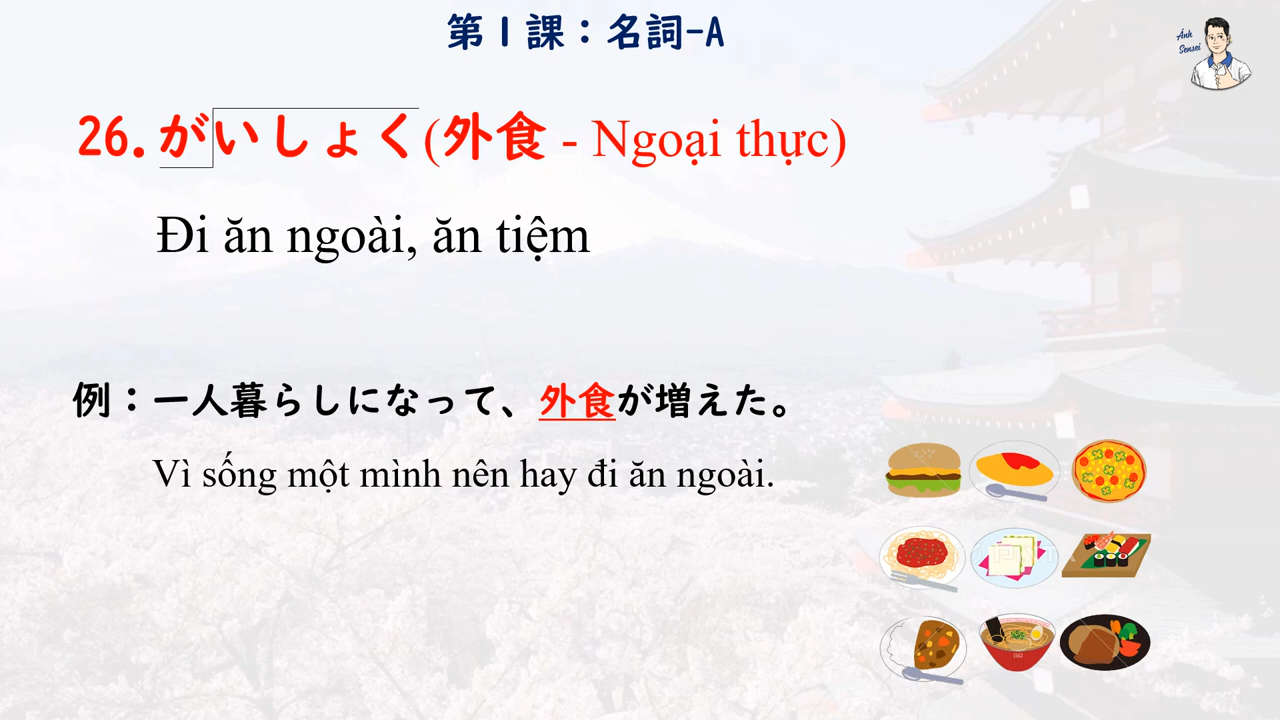 第1課：名詞-A
Anh
Sensei
26.がいしょく(外食 - Ngoại thực)
Đi ăn ngoài, ăn tiệm
例：一人暮らしになって、外食が増えた。
Vì sống một mình nên hay đi ăn ngoài.